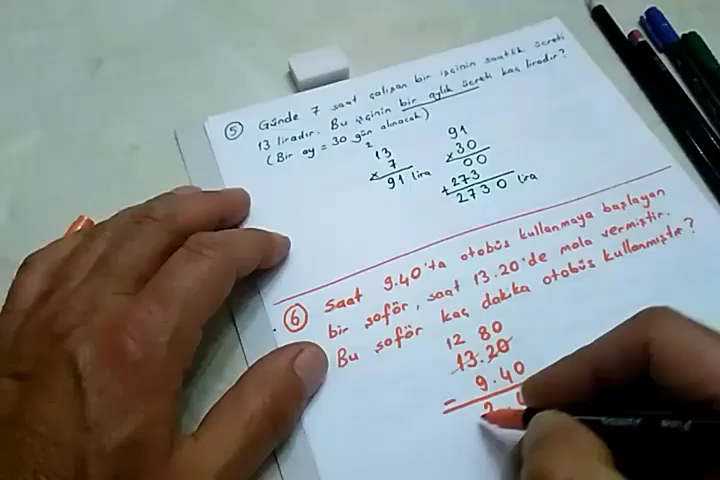 5 Günde 7 saat çalışan bir işçinin saatlik ücreti
13 liradır. Bu işçinin bir aylık ücreti kaç liradır?
(Bir ay = 30 gün alınacak)
2
13
x 7
91 lira
91
x 30
00
+ 273
2730 lira
6 Saat 9.40'ta otobüs kullanmaya başlayan
bir şoför, saat 13.20'de mola vermiştir.
Bu şoför kaç dakika otobüs kullanmıştır?
12 80
13.20
- 9.40